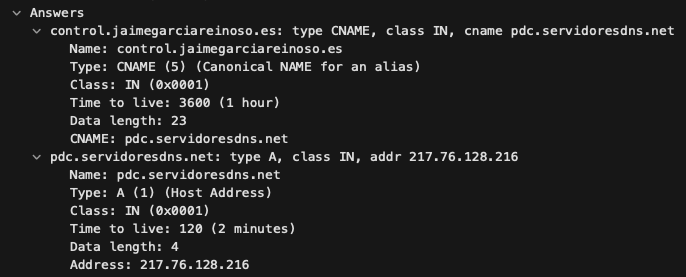 Answers
control.jaimegarciareinoso.es: type CNAME, class IN, cname pdc.servidoresdns.net
Name: control.jaimegarciareinoso.es
Type: CNAME (5) (Canonical NAME for an alias)
Class: IN (0x0001)
Time to live: 3600 (1 hour)
Data length: 23
CNAME: pdc.servidoresdns.net
pdc.servidoresdns.net: type A, class IN, addr 217.76.128.216
Name: pdc.servidoresdns.net
Type: A (1) (Host Address)
Class: IN (0x0001)
Time to live: 120 (2 minutes)
Data length: 4
Address: 217.76.128.216